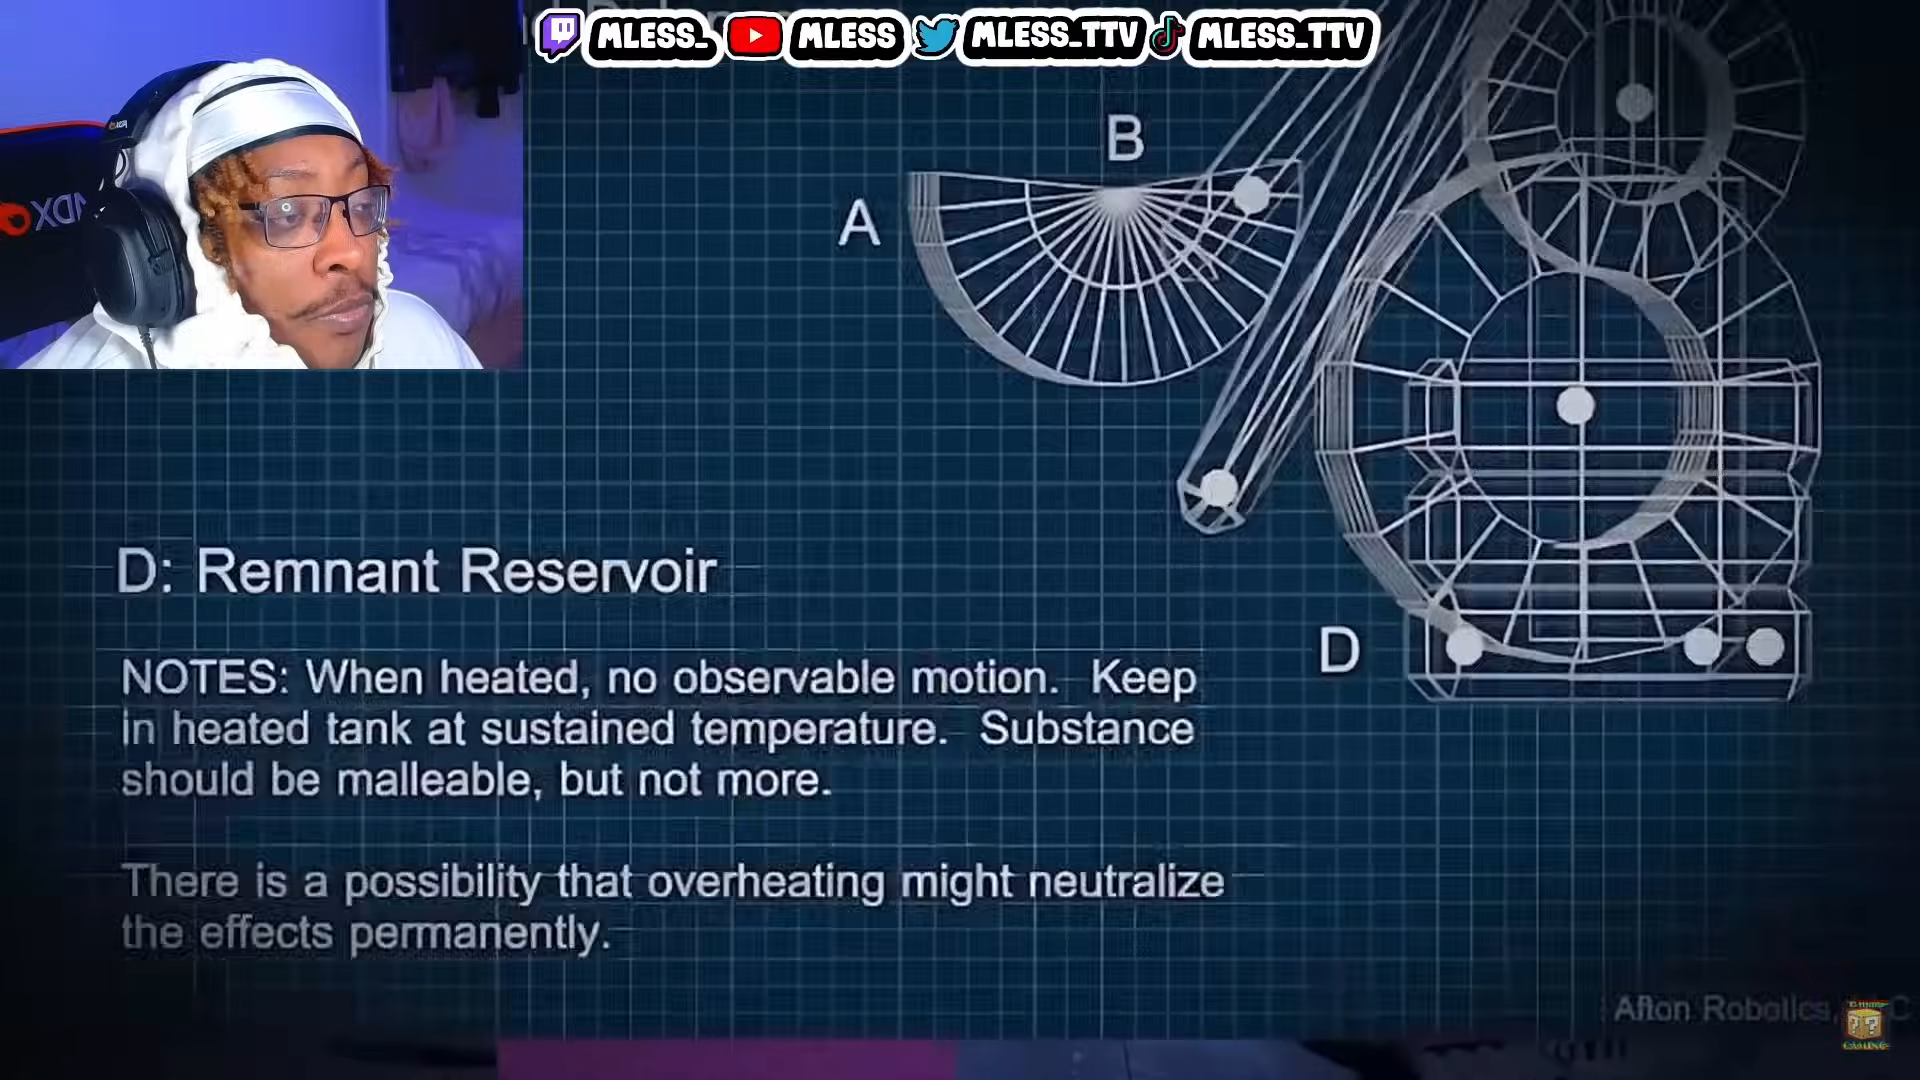 MLESS_ MLESS MLESS_TTV MLESS_TTV
XDA
B
A
D: Remnant Reservoir
D
NOTES: When heated, no observable motion. Keep
in heated tank at sustained temperature. Substance
should be malleable, but not more.
There is a possibility that overheating might neutralize
the effects permanently.
Afton Robotics,
GAMING